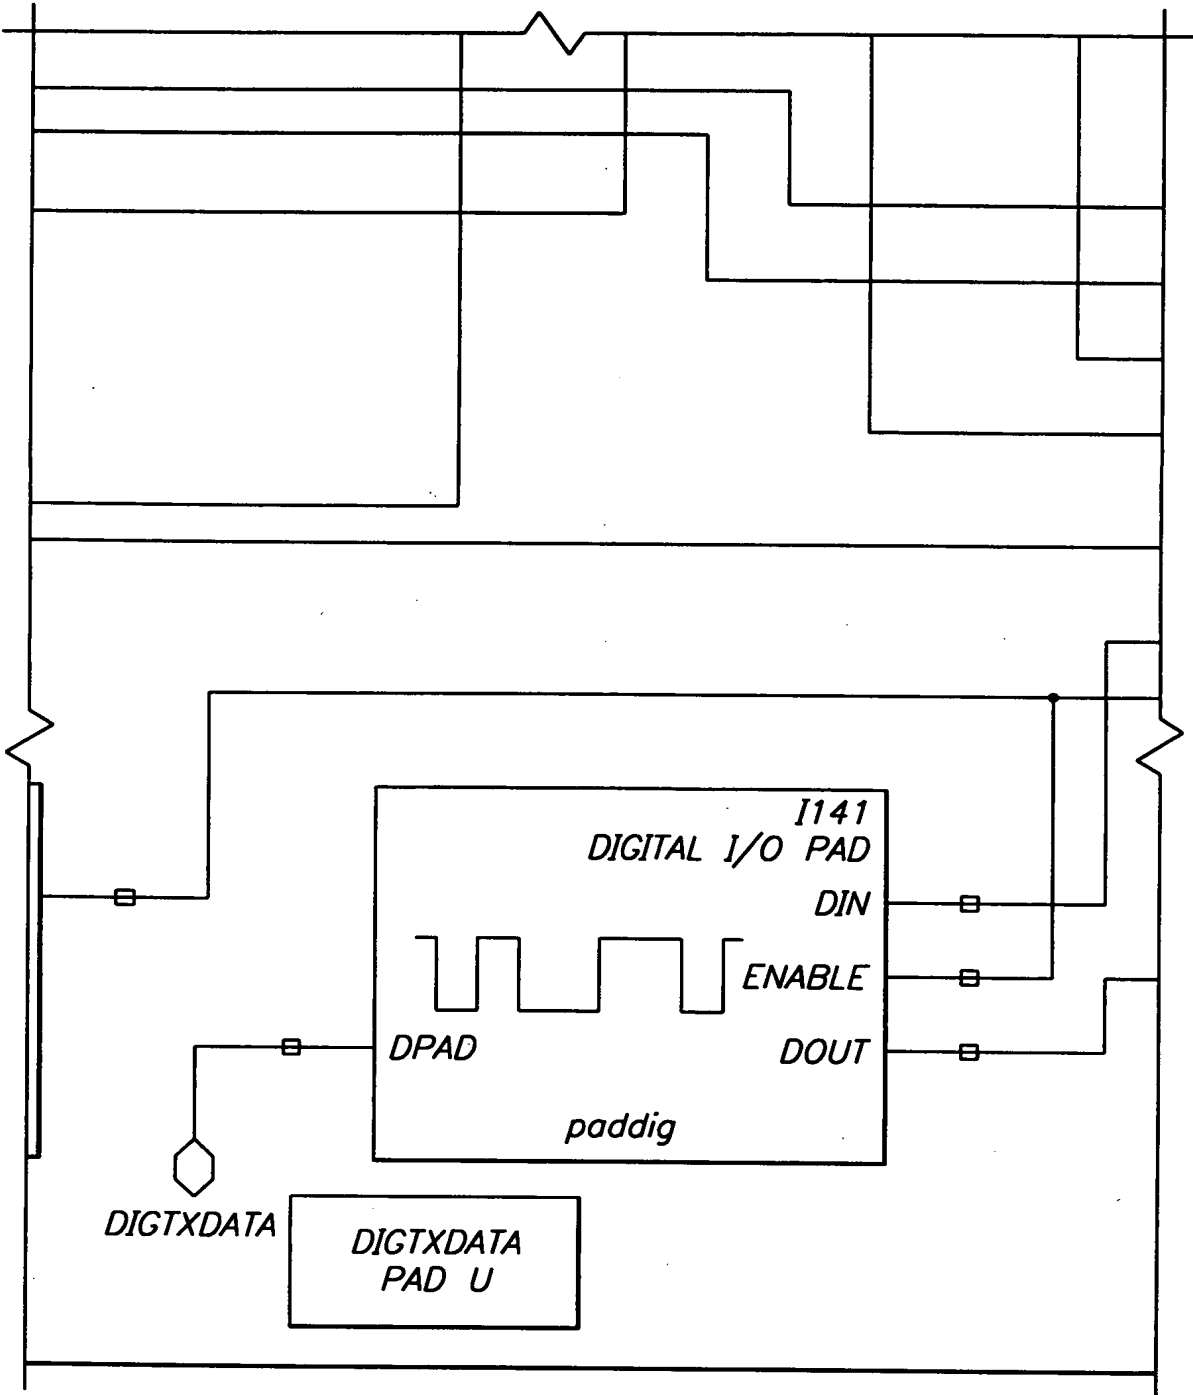 I141
DIGITAL I/O PAD
DIN
ENABLE
DPAD
DOUT
paddig
DIGTXDATA
DIGTXDATA
PAD U